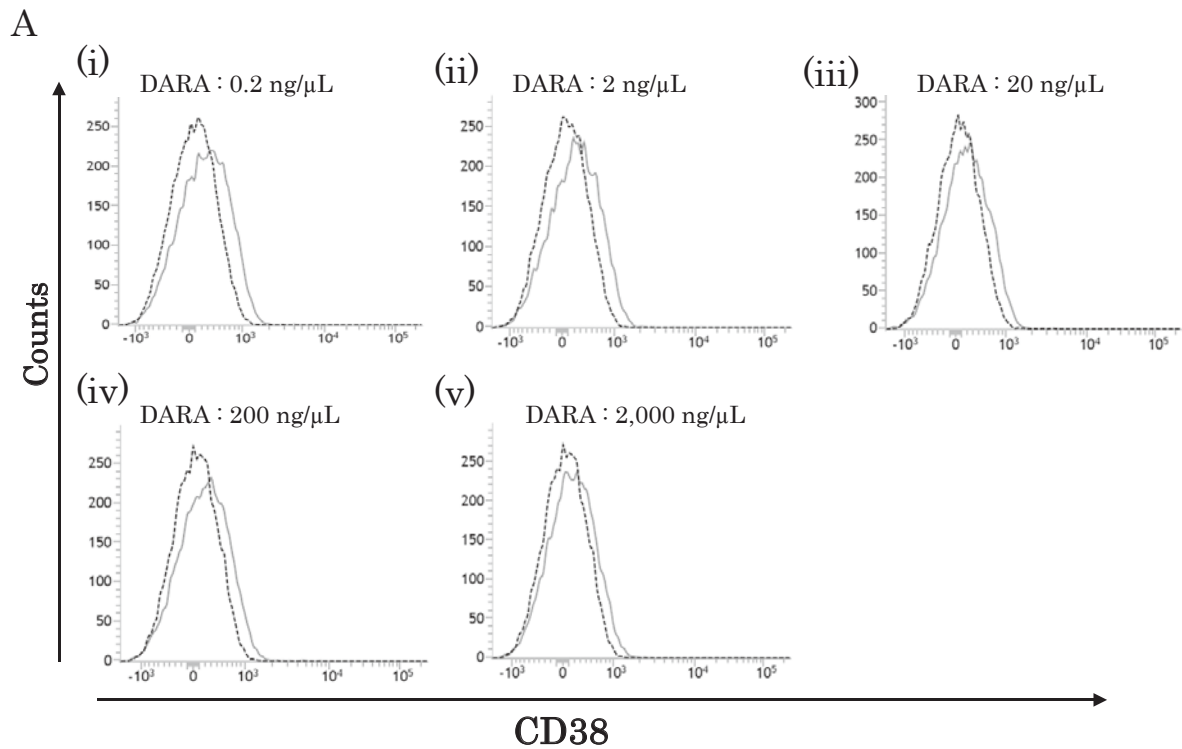 A
(i)
DARA : 0.2 ng/µL
250
200
150
100
50
0
-10³ 0 10³ 10⁴ 10⁵
(ii)
DARA : 2 ng/µL
250
200
150
100
50
0
-10³ 0 10³ 10⁴ 10⁵
(iii)
DARA : 20 ng/µL
300
250
200
150
100
50
0
-10³ 0 10³ 10⁴ 10⁵
(iv)
DARA : 200 ng/µL
250
200
150
100
50
0
-10³ 0 10³ 10⁴ 10⁵
(v)
DARA : 2,000 ng/µL
250
200
150
100
50
0
-10³ 0 10³ 10⁴ 10⁵
Counts
CD38